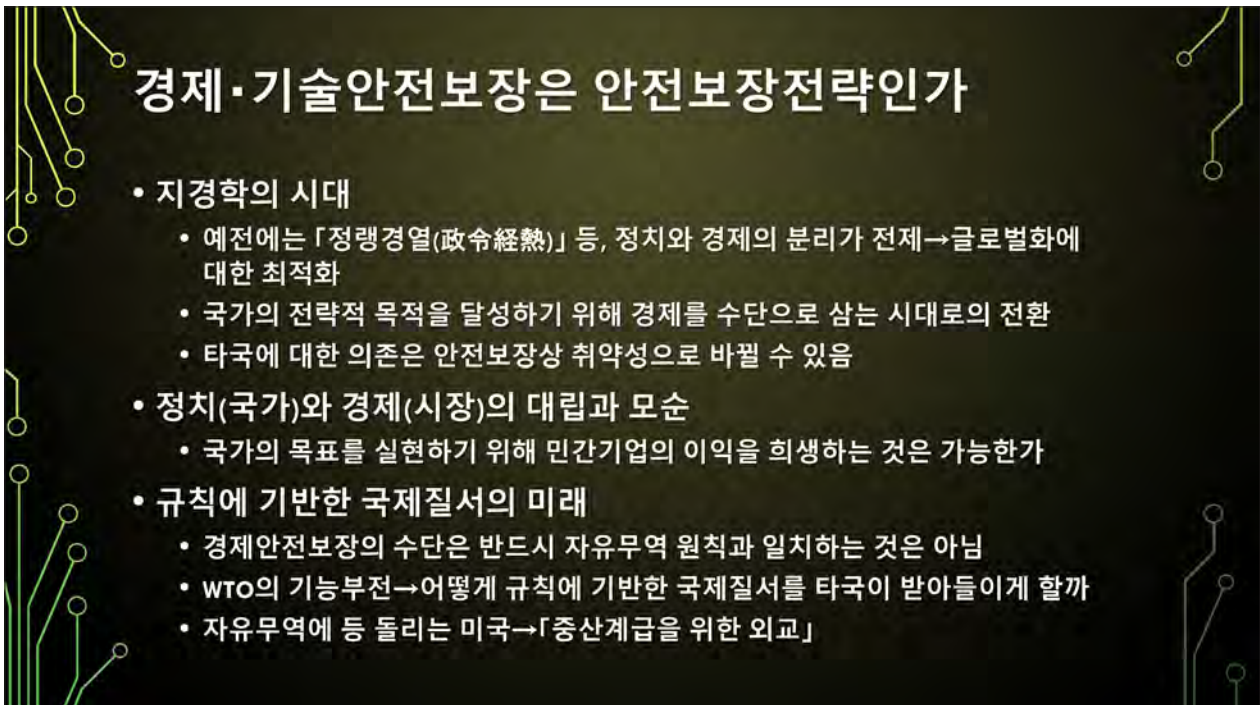 경제·기술안전보장은 안전보장전략인가
• 지경학의 시대
• 예전에는 「정랭경열(政令経熱)」 등, 정치와 경제의 분리가 전제→글로벌화에
대한 최적화
• 국가의 전략적 목적을 달성하기 위해 경제를 수단으로 삼는 시대로의 전환
• 타국에 대한 의존은 안전보장상 취약성으로 바뀔 수 있음
• 정치(국가)와 경제(시장)의 대립과 모순
• 국가의 목표를 실현하기 위해 민간기업의 이익을 희생하는 것은 가능한가
• 규칙에 기반한 국제질서의 미래
• 경제안전보장의 수단은 반드시 자유무역 원칙과 일치하는 것은 아님
• WTO의 기능부전→어떻게 규칙에 기반한 국제질서를 타국이 받아들이게 할까
• 자유무역에 등 돌리는 미국→「중산계급을 위한 외교」